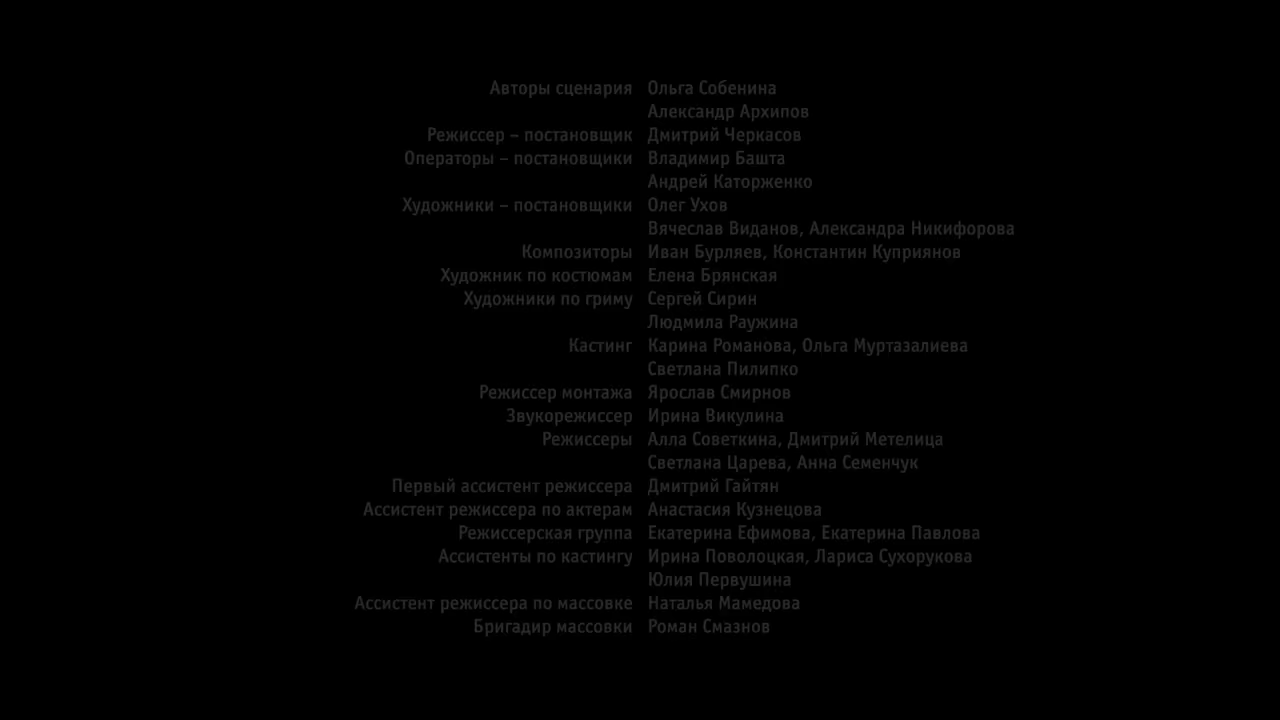 Авторы сценария Ольга Собенина
Александр Архипов
Режиссер – постановщик Дмитрий Черкасов
Операторы – постановщики Владимир Башта
Андрей Каторженко
Художники – постановщики Олег Ухов
Вячеслав Виданов, Александра Никифорова
Композиторы Иван Бурляев, Константин Куприянов
Художник по костюмам Елена Брянская
Художники по гриму Сергей Сирин
Людмила Раужина
Кастинг Карина Романова, Ольга Муртазалиева
Светлана Пилипко
Режиссер монтажа Ярослав Смирнов
Звукорежиссер Ирина Викулина
Режиссеры Алла Советкина, Дмитрий Метелица
Светлана Царева, Анна Семенчук
Первый ассистент режиссера Дмитрий Гайтян
Ассистент режиссера по актерам Анастасия Кузнецова
Режиссерская группа Екатерина Ефимова, Екатерина Павлова
Ассистенты по кастингу Ирина Поволоцкая, Лариса Сухорукова
Юлия Первушина
Ассистент режиссера по массовке Наталья Мамедова
Бригадир массовки Роман Смазнов